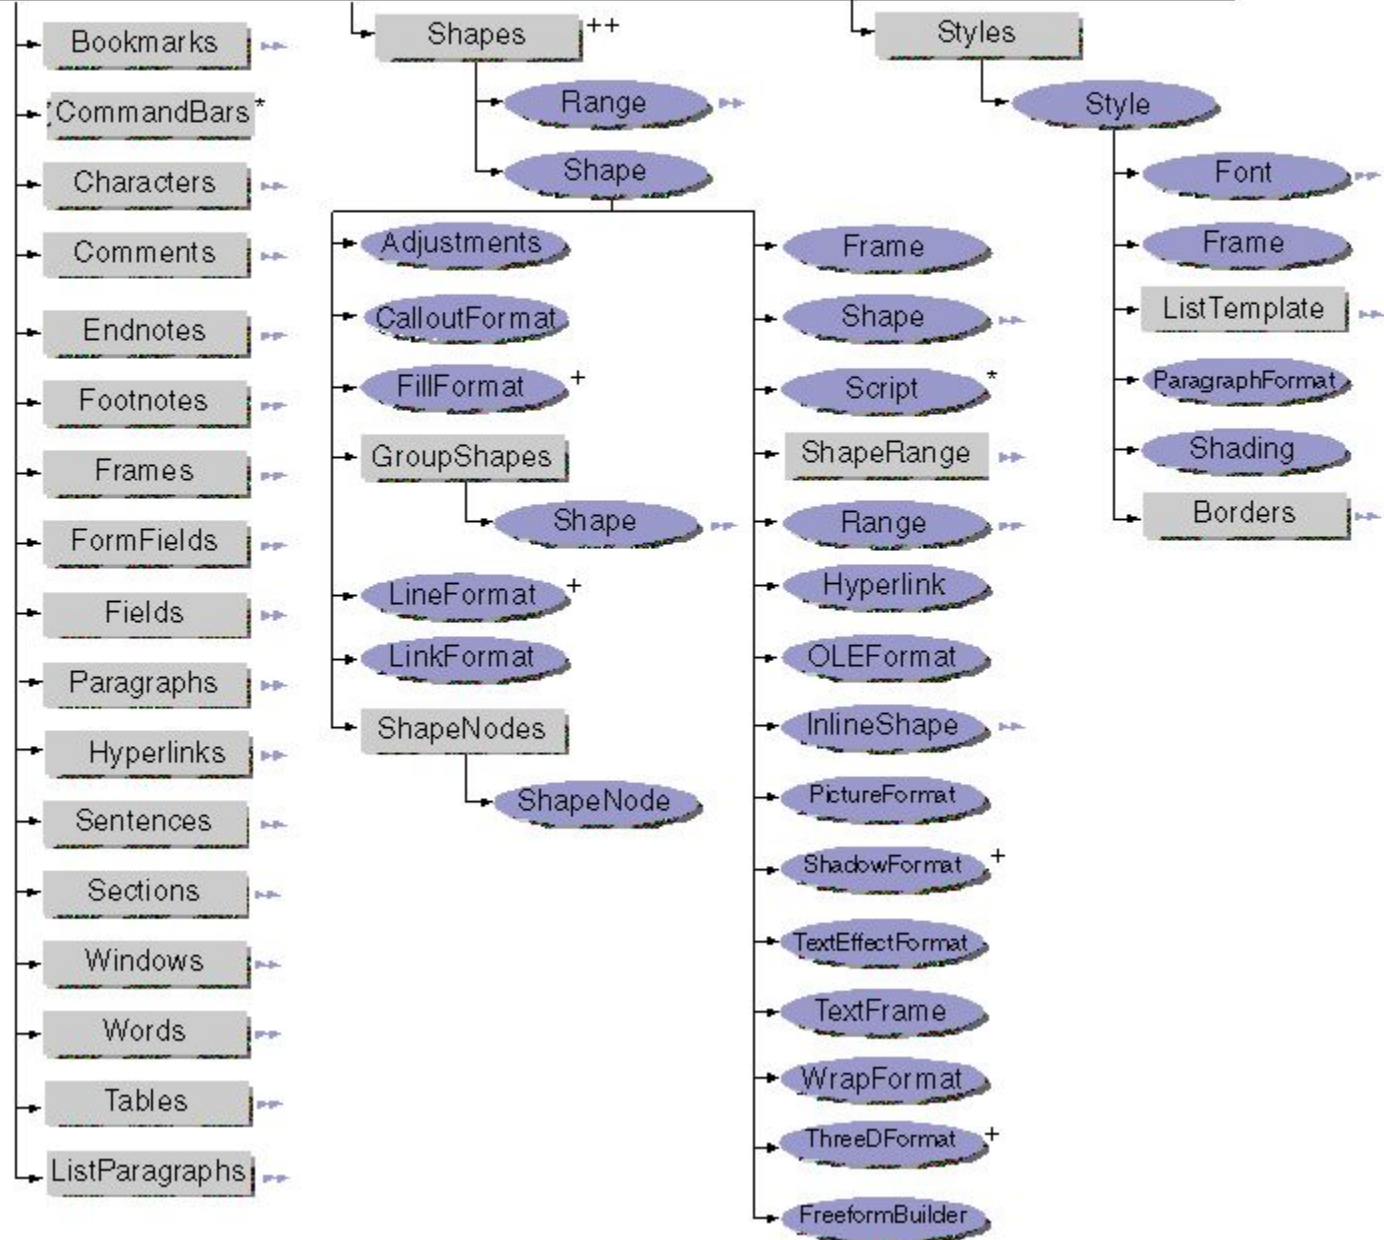 Bookmarks
CommandBars*
Characters
Comments
Endnotes
Footnotes
Frames
FormFields
Fields
Paragraphs
Hyperlinks
Sentences
Sections
Windows
Words
Tables
ListParagraphs
Shapes ++
Range
Shape
Adjustments
CalloutFormat
FillFormat +
GroupShapes
Shape
LineFormat +
LinkFormat
ShapeNodes
ShapeNode
Frame
Shape
Script *
ShapeRange
Range
Hyperlink
OLEFormat
InlineShape
PictureFormat
ShadowFormat +
TextEffectFormat
TextFrame
WrapFormat
ThreeDFormat +
FreeformBuilder
Styles
Style
Font
Frame
ListTemplate
ParagraphFormat
Shading
Borders